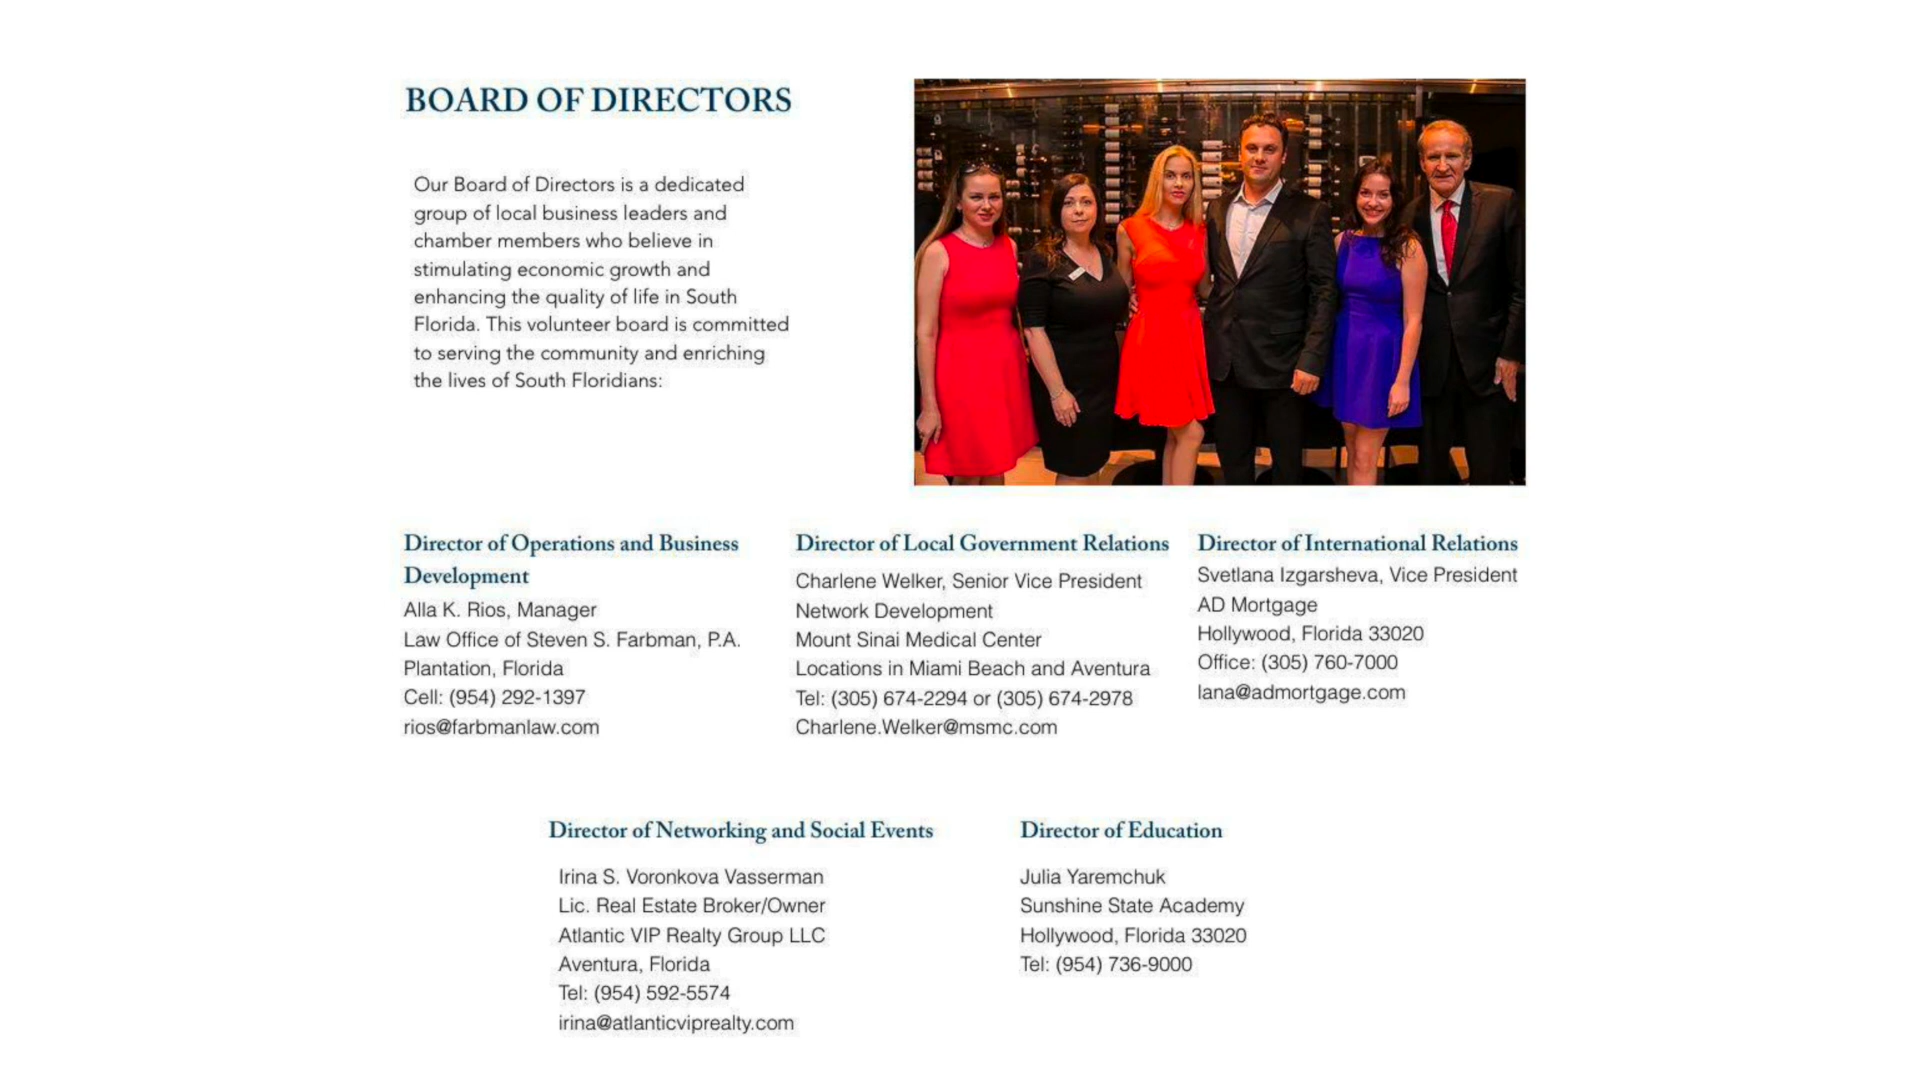 BOARD OF DIRECTORS
Our Board of Directors is a dedicated
group of local business leaders and
chamber members who believe in
stimulating economic growth and
enhancing the quality of life in South
Florida. This volunteer board is committed
to serving the community and enriching
the lives of South Floridians:
Director of Operations and Business
Development
Alla K. Rios, Manager
Law Office of Steven S. Farbman, P.A.
Plantation, Florida
Cell: (954) 292-1397
rios@farbmanlaw.com
Director of Local Government Relations
Charlene Welker, Senior Vice President
Network Development
Mount Sinai Medical Center
Locations in Miami Beach and Aventura
Tel: (305) 674-2294 or (305) 674-2978
Charlene.Welker@msmc.com
Director of International Relations
Svetlana Izgarsheva, Vice President
AD Mortgage
Hollywood, Florida 33020
Office: (305) 760-7000
lana@admortgage.com
Director of Networking and Social Events
Irina S. Voronkova Vasserman
Lic. Real Estate Broker/Owner
Atlantic VIP Realty Group LLC
Aventura, Florida
Tel: (954) 592-5574
irina@atlanticviprealty.com
Director of Education
Julia Yaremchuk
Sunshine State Academy
Hollywood, Florida 33020
Tel: (954) 736-9000